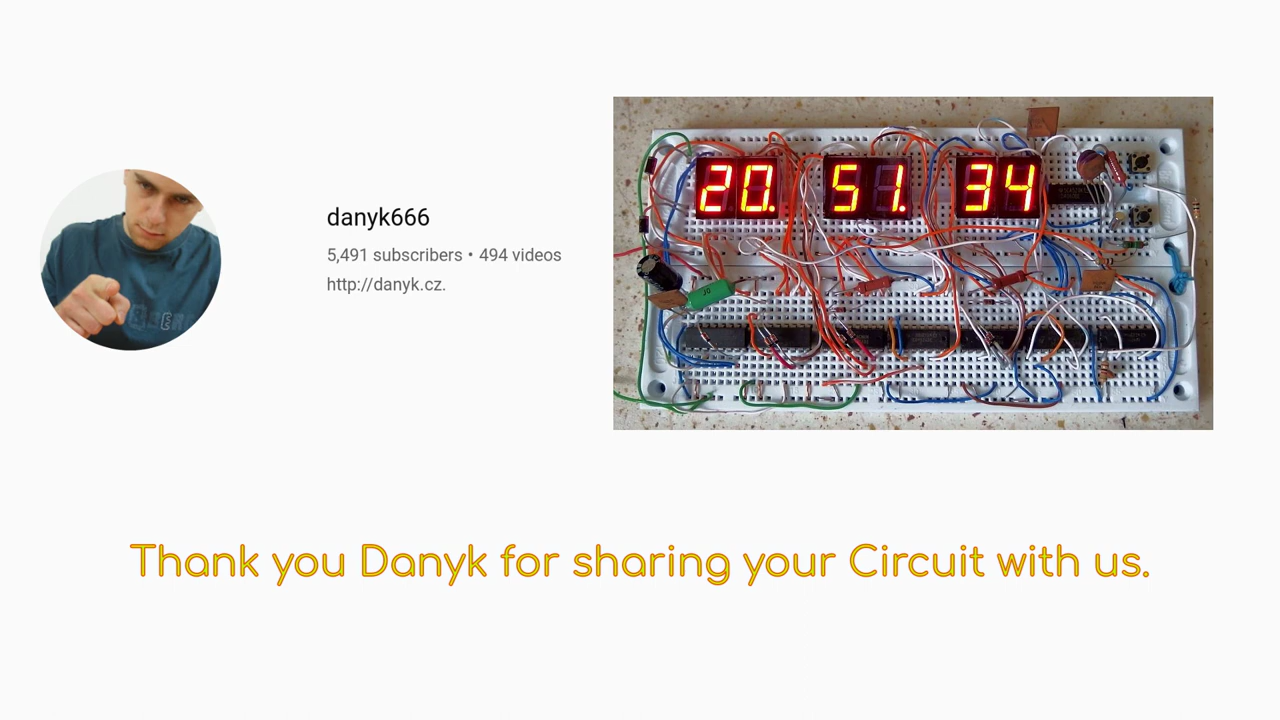 danyk666
5,491 subscribers • 494 videos
http://danyk.cz.
20. 51. 34
Thank you Danyk for sharing your Circuit with us.